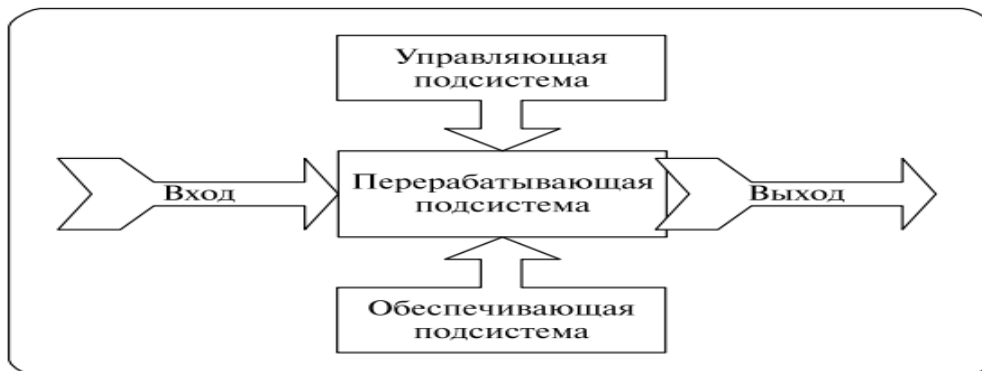 Управляющая
подсистема
Вход
Перерабатывающая
подсистема
Выход
Обеспечивающая
подсистема